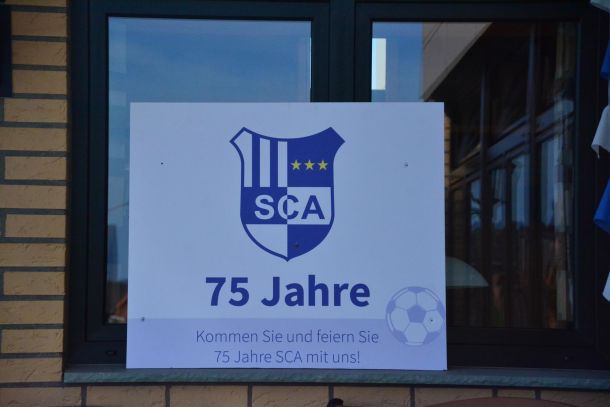 SCA
75 Jahre
Kommen Sie und feiern Sie
75 Jahre SCA mit uns!